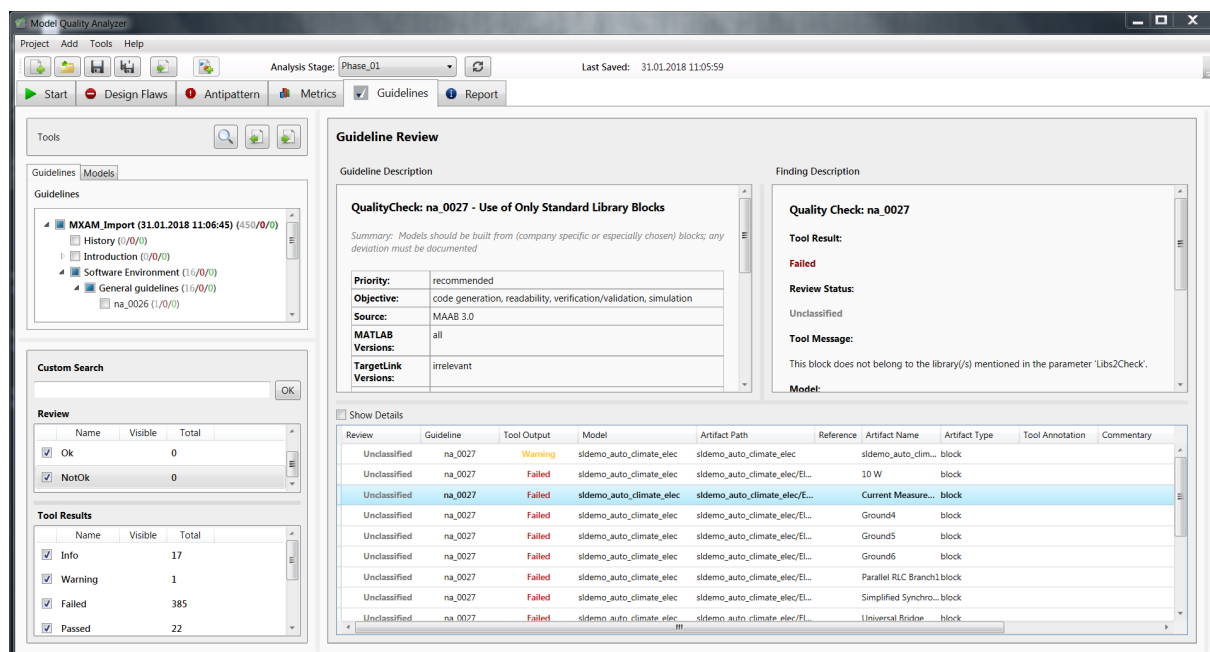 Model Quality Analyzer
Project Add Tools Help
Analysis Stage: Phase_01 Last Saved: 31.01.2018 11:05:59
Start Design Flaws Antipattern Metrics Guidelines Report
Tools
Guidelines Models
Guidelines
MXAM_Import (31.01.2018 11:06:45) (450/0/0)
History (0/0/0)
Introduction (0/0/0)
Software Environment (16/0/0)
General guidelines (16/0/0)
na_0026 (1/0/0)
Custom Search
OK
Review
Name Visible Total
Ok 0
NotOk 0
Tool Results
Name Visible Total
Info 17
Warning 1
Failed 385
Passed 22
Guideline Review
Guideline Description
QualityCheck: na_0027 - Use of Only Standard Library Blocks
Summary: Models should be built from (company specific or especially chosen) blocks; any
deviation must be documented
Priority: recommended
Objective: code generation, readability, verification/validation, simulation
Source: MAAB 3.0
MATLAB all
Versions:
TargetLink irrelevant
Versions:
Finding Description
Quality Check: na_0027
Tool Result:
Failed
Review Status:
Unclassified
Tool Message:
This block does not belong to the library(/s) mentioned in the parameter 'Libs2Check'.
Model:
Show Details
Review Guideline Tool Output Model Artifact Path Reference Artifact Name Artifact Type Tool Annotation Commentary
Unclassified na_0027 Warning sldemo_auto_climate_elec sldemo_auto_climate_elec sldemo_auto_clim... block
Unclassified na_0027 Failed sldemo_auto_climate_elec sldemo_auto_climate_elec/El... 10 W block
Unclassified na_0027 Failed sldemo_auto_climate_elec sldemo_auto_climate_elec/E... Current Measure... block
Unclassified na_0027 Failed sldemo_auto_climate_elec sldemo_auto_climate_elec/El... Ground4 block
Unclassified na_0027 Failed sldemo_auto_climate_elec sldemo_auto_climate_elec/El... Ground5 block
Unclassified na_0027 Failed sldemo_auto_climate_elec sldemo_auto_climate_elec/El... Ground6 block
Unclassified na_0027 Failed sldemo_auto_climate_elec sldemo_auto_climate_elec/El... Parallel RLC Branch1 block
Unclassified na_0027 Failed sldemo_auto_climate_elec sldemo_auto_climate_elec/El... Simplified Synchro... block
Unclassified na_0027 Failed sldemo_auto_climate_elec sldemo_auto_climate_elec/El... Universal Bridge block